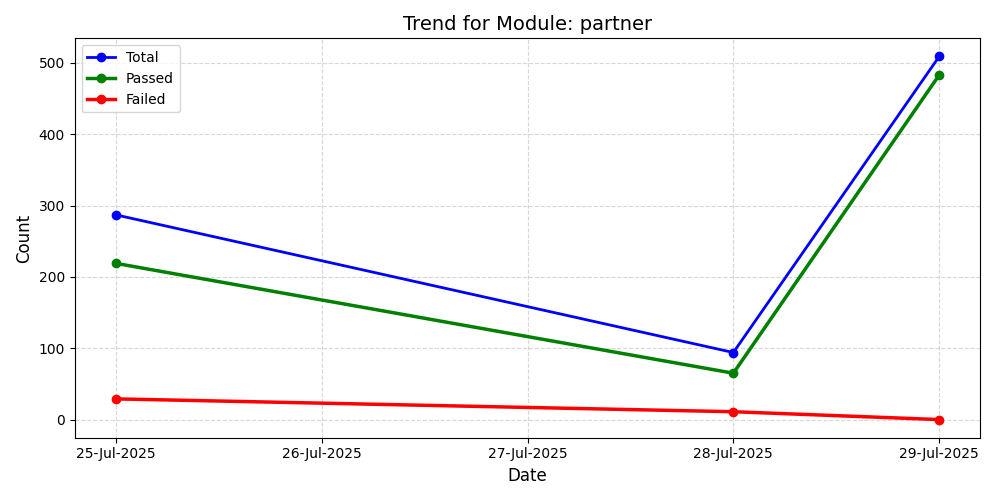 Trend for Module: partner
Total
Passed
Failed
500
400
300
200
100
0
Count
25-Jul-2025
26-Jul-2025
27-Jul-2025
28-Jul-2025
29-Jul-2025
Date